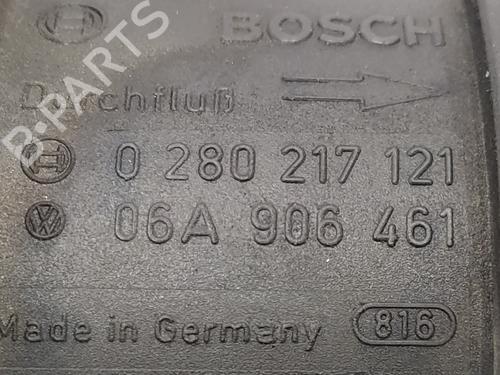 BOSCH
Durchfluß
0 280 217 121
06A 906 461
Made in Germany 816
B-PARTS